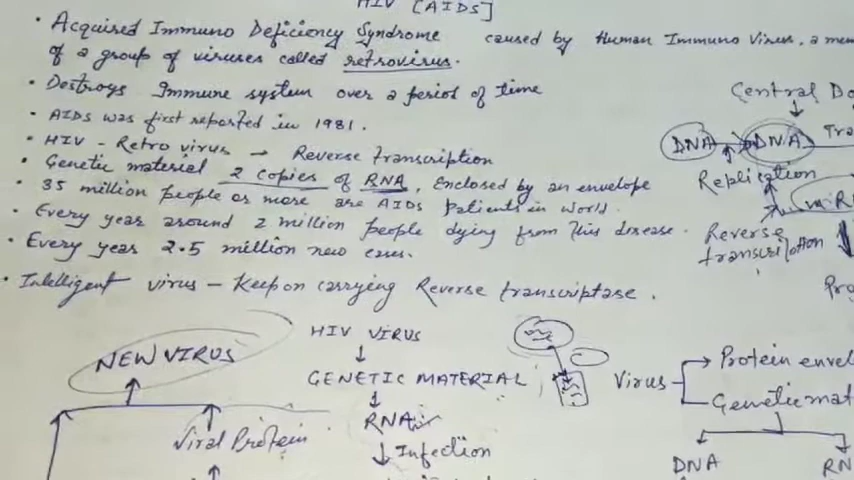 HIV [AIDS]
• Acquired Immuno Deficiency Syndrome caused by Human Immuno Virus, a mem
of a group of viruses called retrovirus.
• Destroys Immune system over a period of time
• AIDS was first reported in 1981.
• HIV - Retro virus → Reverse transcription
• Genetic material 2 copies of RNA, Enclosed by an envelope
• 35 million people or more are AIDS Patients in world.
• Every year around 2 million people dying from this disease.
• Every year 2.5 million new cases.
• Intelligent virus - Keep on carrying Reverse transcriptase.
Central Do
DNA → DNA Tra
Replication
m R
Reverse
transcription
Pro
NEW VIRUS
Viral Protein
HIV VIRUS
↓
GENETIC MATERIAL
↓
RNA
↓ Infection
Virus
Protein envel
Genetic mat
DNA
RN